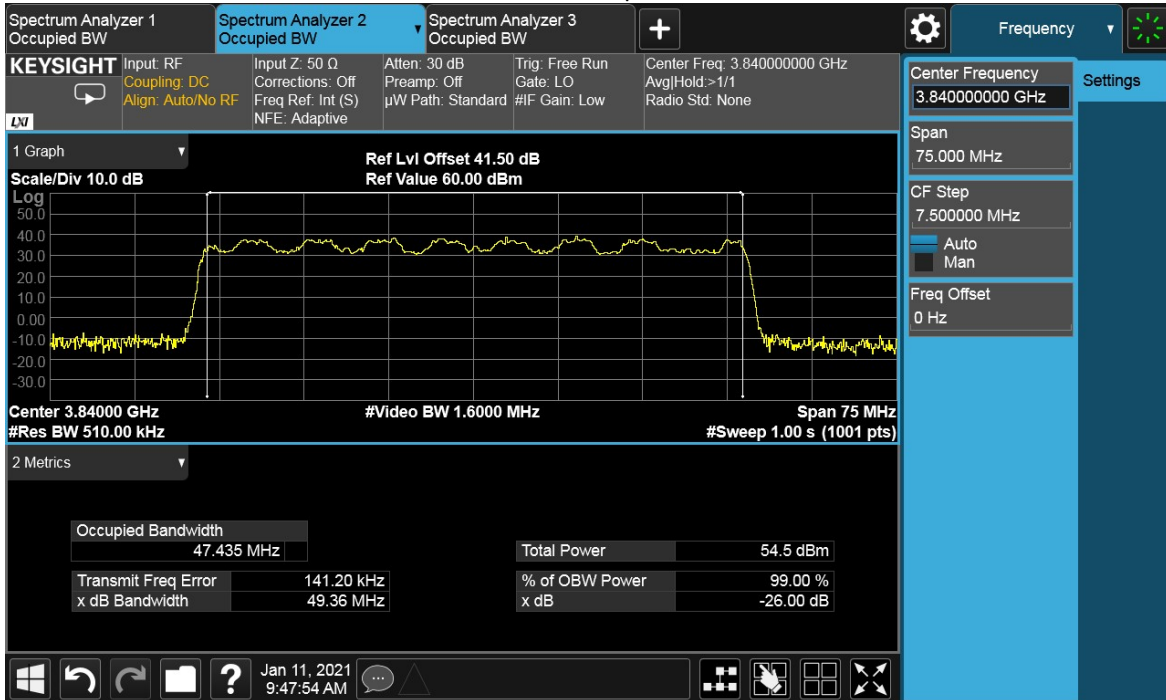 Spectrum Analyzer 1
Occupied BW
Spectrum Analyzer 2
Occupied BW
Spectrum Analyzer 3
Occupied BW
+
Frequency
KEYSIGHT
LXI
Input: RF
Coupling: DC
Align: Auto/No RF
Input Z: 50 Ω
Corrections: Off
Freq Ref: Int (S)
NFE: Adaptive
Atten: 30 dB
Preamp: Off
µW Path: Standard
Trig: Free Run
Gate: LO
#IF Gain: Low
Center Freq: 3.840000000 GHz
Avg|Hold:>1/1
Radio Std: None
Center Frequency
3.840000000 GHz
Settings
Span
75.000 MHz
CF Step
7.500000 MHz
Auto
Man
Freq Offset
0 Hz
1 Graph
Scale/Div 10.0 dB
Ref Lvl Offset 41.50 dB
Ref Value 60.00 dBm
Log
50.0
40.0
30.0
20.0
10.0
0.00
-10.0
-20.0
-30.0
Center 3.84000 GHz
#Res BW 510.00 kHz
#Video BW 1.6000 MHz
Span 75 MHz
#Sweep 1.00 s (1001 pts)
2 Metrics
Occupied Bandwidth
47.435 MHz
Total Power 54.5 dBm
Transmit Freq Error 141.20 kHz
% of OBW Power 99.00 %
x dB Bandwidth 49.36 MHz
x dB -26.00 dB
?
Jan 11, 2021
9:47:54 AM